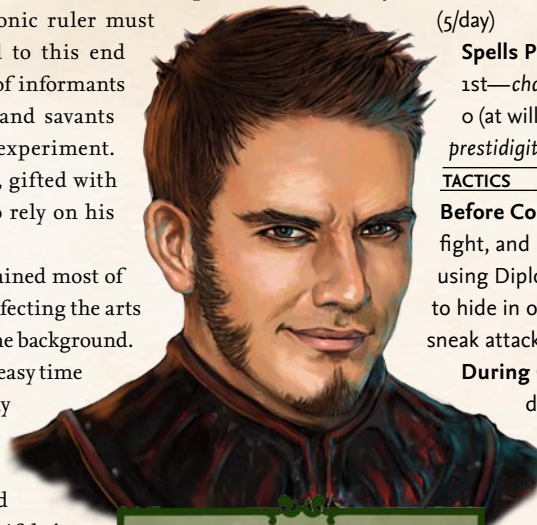 onic ruler must
to this end
of informants
and savants
experiment.
, gifted with
o rely on his
ained most of
fecting the arts
he background.
easy time
y
d
(5/day)
Spells P
1st—cha
0 (at will
prestidigit
TACTICS
Before Co
fight, and
using Diplo
to hide in o
sneak attack
During
d